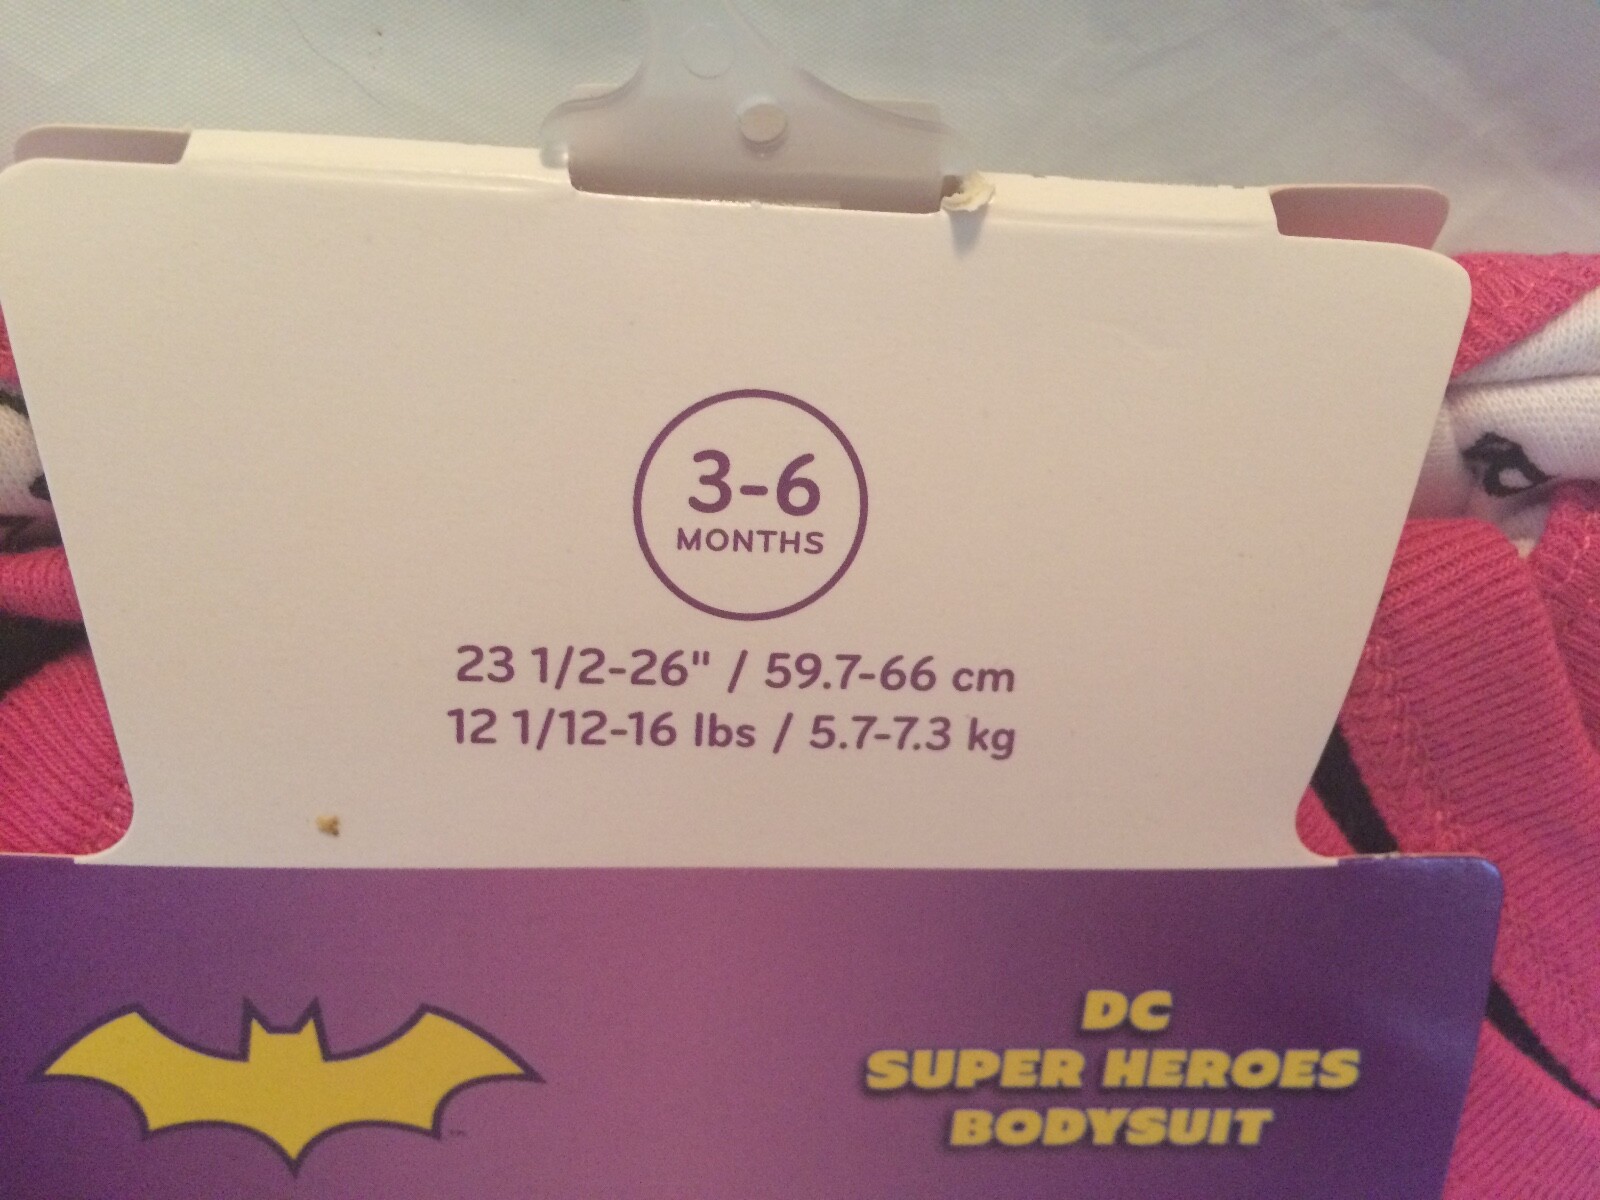 3-6
MONTHS
23 1/2-26" / 59.7-66 cm
12 1/12-16 lbs / 5.7-7.3 kg
DC
SUPER HEROES
BODYSUIT